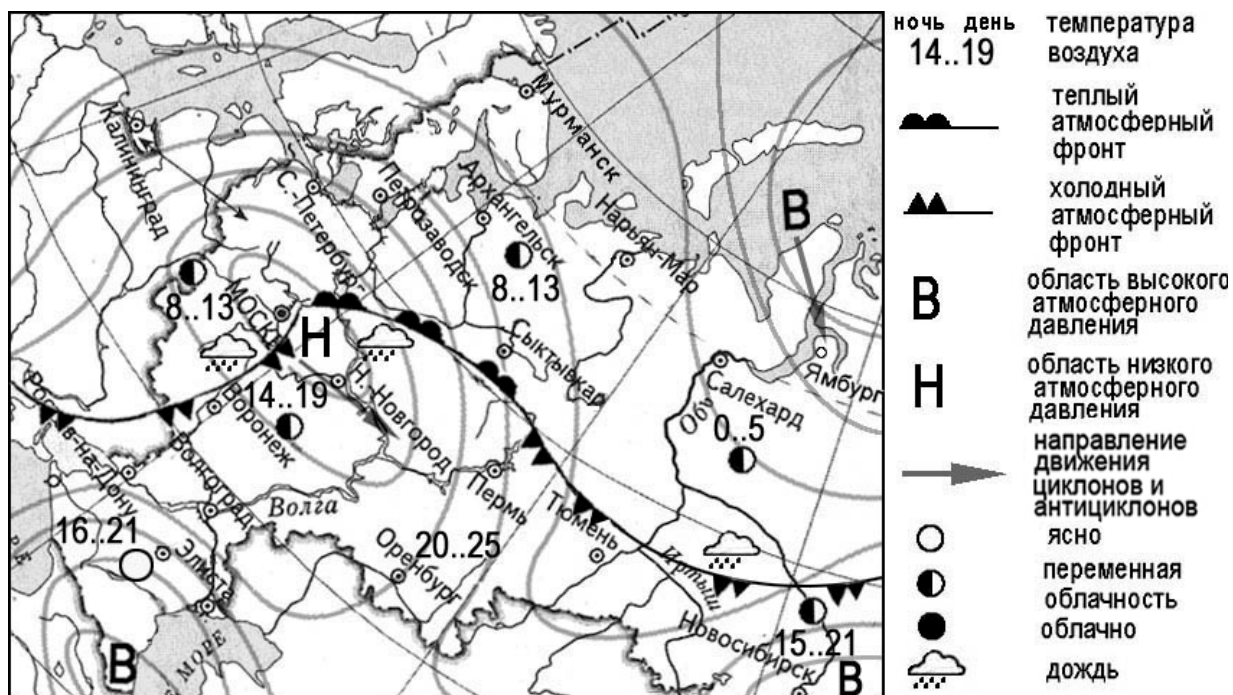 Калининград
С.-Петербург
Петрозаводск
Мурманск
Архангельск
Нарьян-Мар
8..13
8..13
МОСКВА
Н
В
Сыктывкар
Салехард
Ямбург
Обь
0..5
14..19
Н. Новгород
Воронеж
Волгоград
в-на-Дону
Волга
Пермь
Тюмень
Иртыш
16..21
Элиста
Оренбург
20..25
Новосибирск
15..21
МОРЕ
В
В
ночь день температура
14..19 воздуха
теплый
атмосферный
фронт
холодный
атмосферный
фронт
В
область высокого
атмосферного
давления
Н
область низкого
атмосферного
давления
направление
движения
циклонов и
антициклонов
ясно
переменная
облачность
облачно
дождь